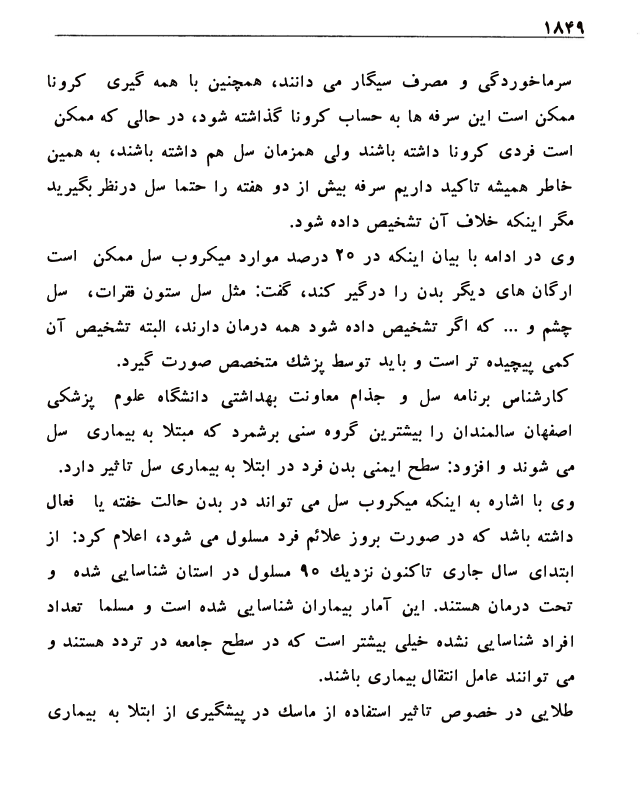 ۱۸۴۹
سرماخوردگی و مصرف سیگار می دانند، همچنین با همه گیری کرونا
ممکن است این سرفه ها به حساب کرونا گذاشته شود، در حالی که ممکن
است فردی کرونا داشته باشند ولی همزمان سل هم داشته باشند، به همین
خاطر همیشه تاکید داریم سرفه بیش از دو هفته را حتما سل درنظر بگیرید
مگر اینکه خلاف آن تشخیص داده شود.
وی در ادامه با بیان اینکه در ۲۰ درصد موارد میکروب سل ممکن است
ارگان های دیگر بدن را درگیر کند، گفت: مثل سل ستون فقرات، سل
چشم و ... که اگر تشخیص داده شود همه درمان دارند، البته تشخیص آن
کمی پیچیده تر است و باید توسط پزشك متخصص صورت گیرد.
کارشناس برنامه سل و جذام معاونت بهداشتی دانشگاه علوم پزشکی
اصفهان سالمندان را بیشترین گروه سنی برشمرد که مبتلا به بیماری سل
می شوند و افزود: سطح ایمنی بدن فرد در ابتلا به بیماری سل تاثیر دارد.
وی با اشاره به اینکه میکروب سل می تواند در بدن حالت خفته یا فعال
داشته باشد که در صورت بروز علائم فرد مسلول می شود، اعلام کرد: از
ابتدای سال جاری تاکنون نزدیك ۹۰ مسلول در استان شناسایی شده و
تحت درمان هستند. این آمار بیماران شناسایی شده است و مسلما تعداد
افراد شناسایی نشده خیلی بیشتر است که در سطح جامعه در تردد هستند و
می توانند عامل انتقال بیماری باشند.
طلایی در خصوص تاثیر استفاده از ماسك در پیشگیری از ابتلا به بیماری